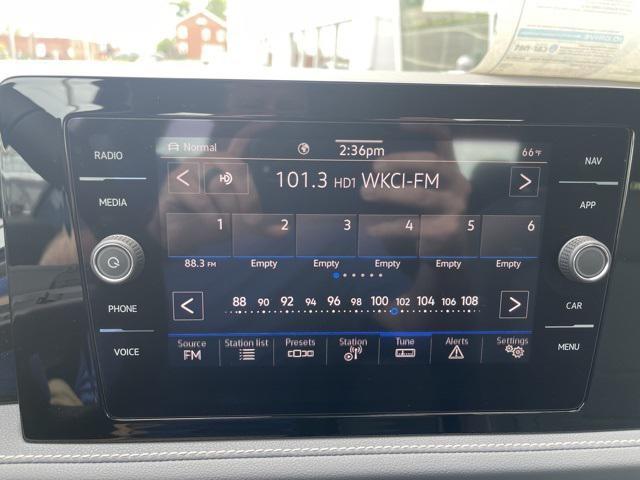 RADIO
MEDIA
PHONE
VOICE
Normal
2:36pm
66°F
101.3 HD1 WKCI-FM
1 2 3 4 5 6
88.3 FM Empty Empty Empty Empty Empty
88 90 92 94 96 98 100 102 104 106 108
Source Station list Presets Station Tune Alerts Settings
FM
NAV
APP
CAR
MENU